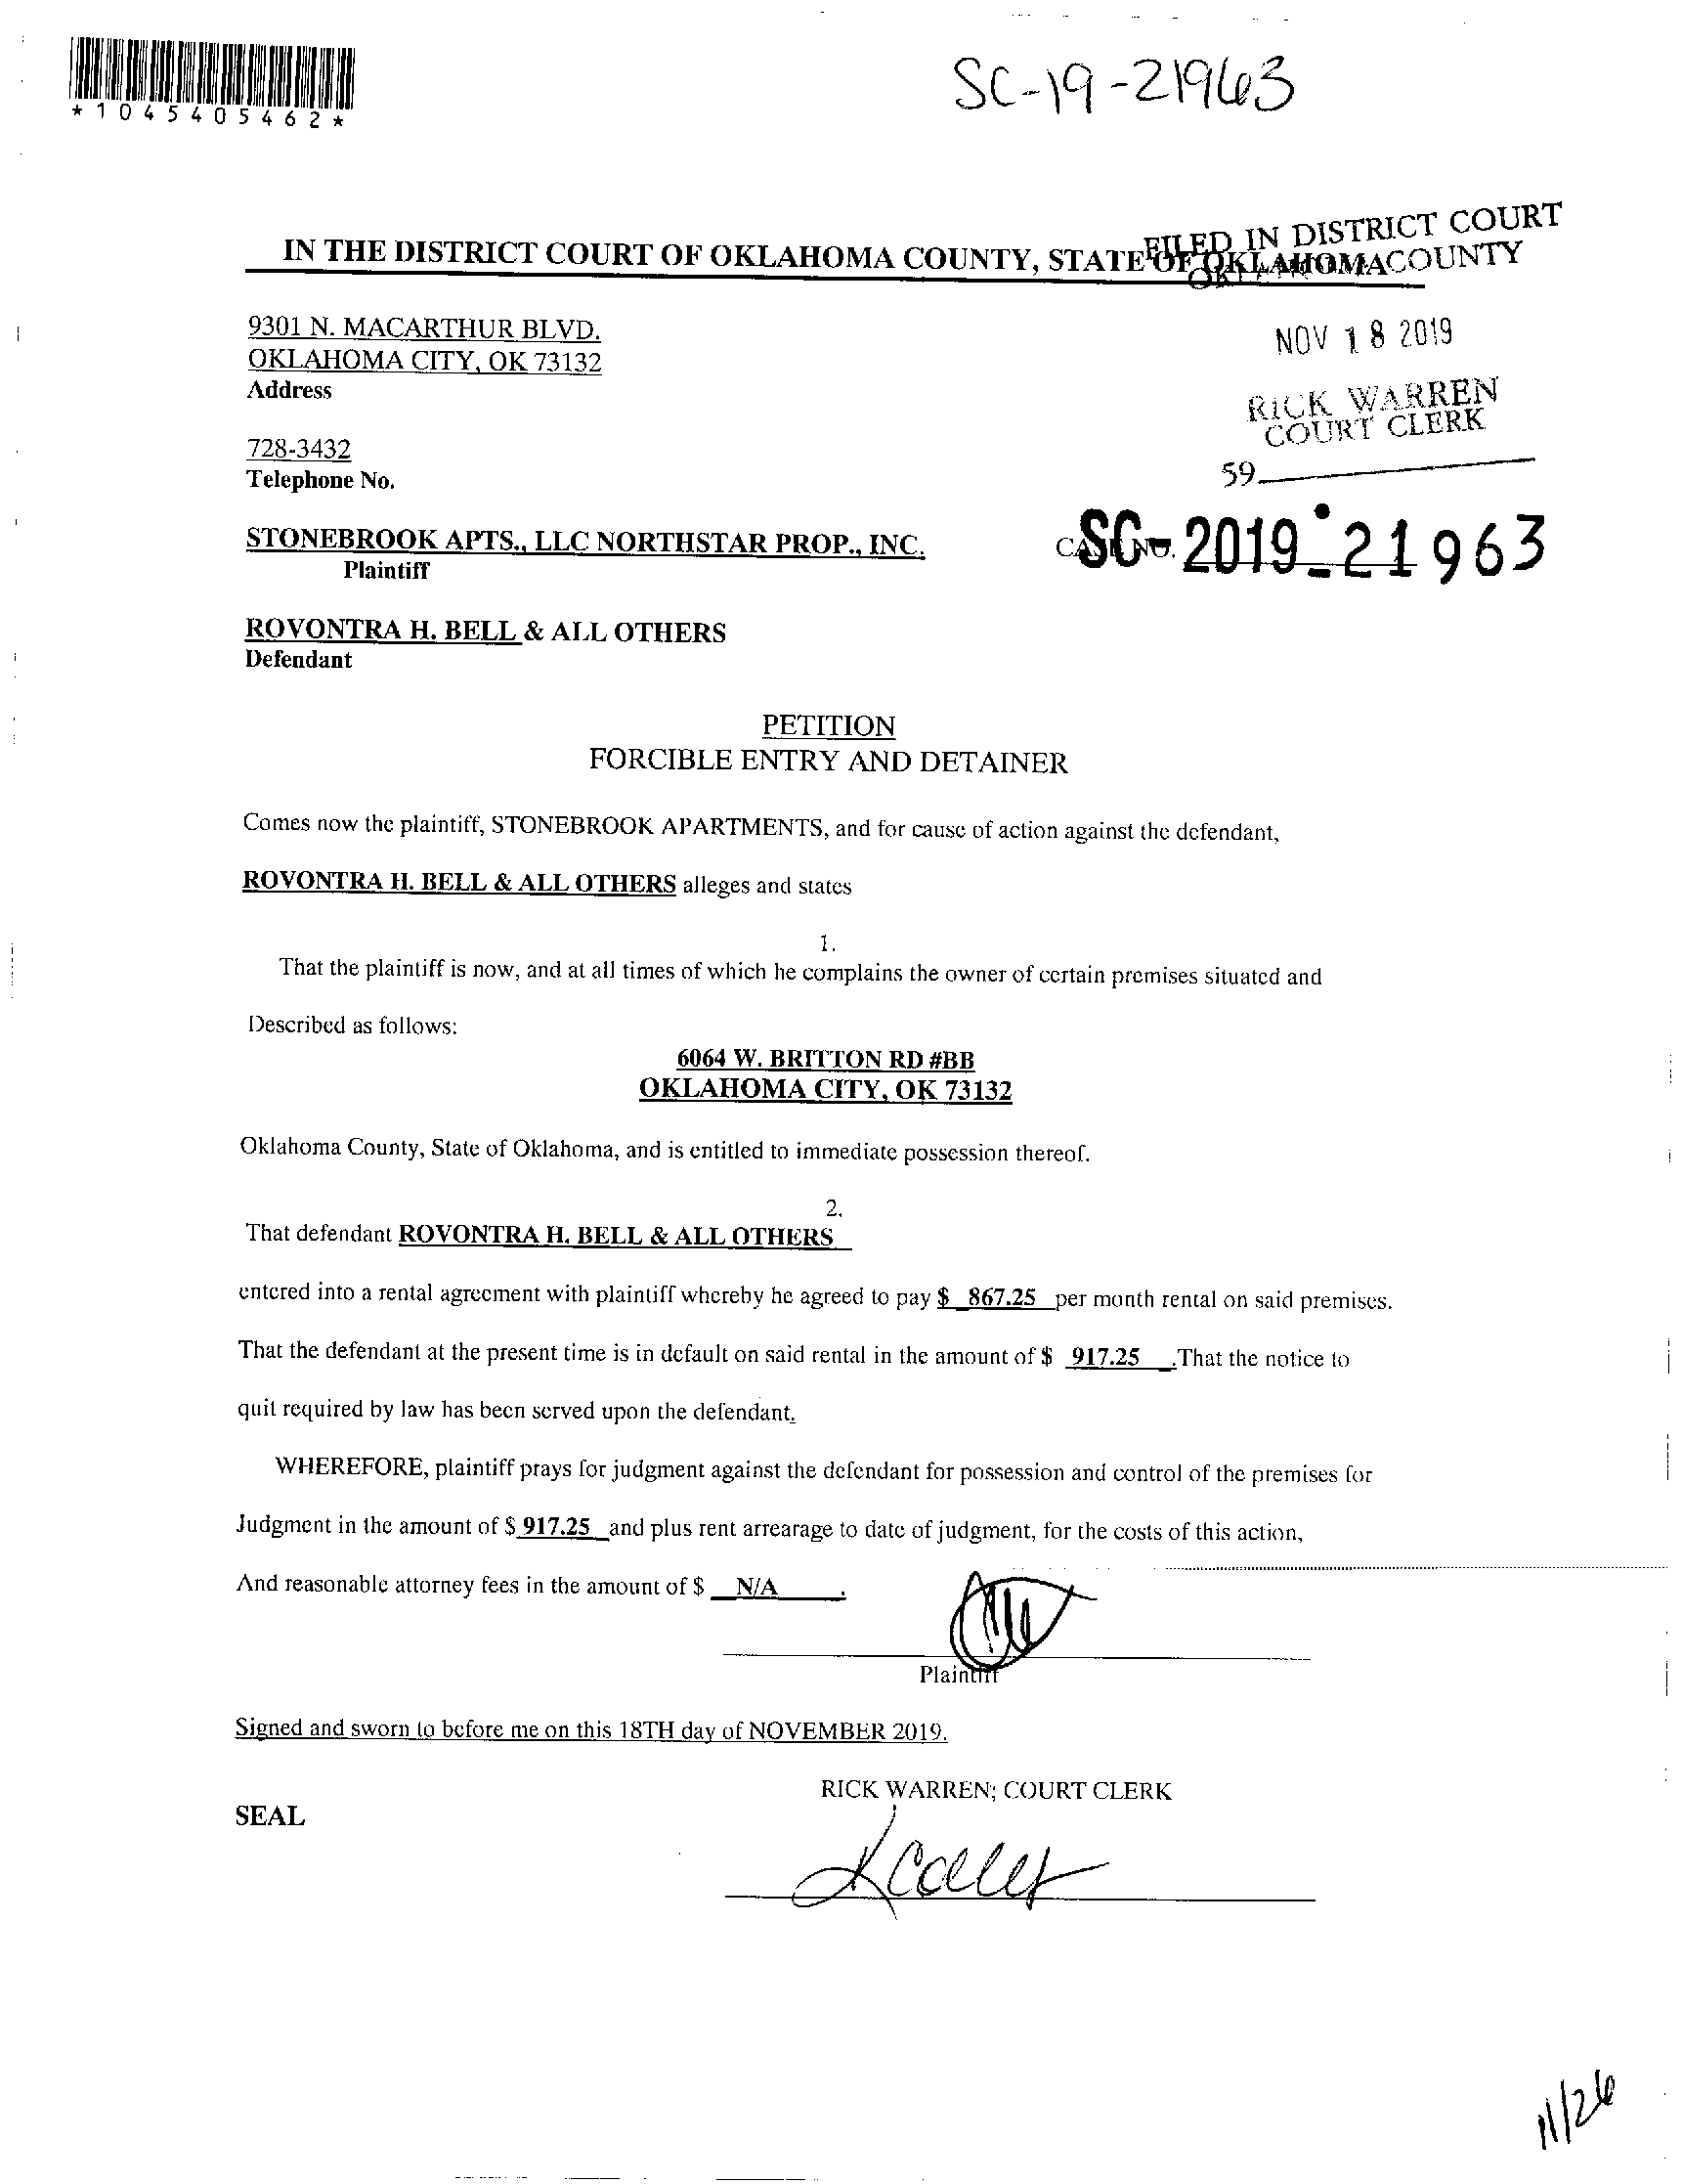 *1045405462*
SC-19-21963
FILED IN DISTRICT COURT
OKLAHOMA COUNTY
IN THE DISTRICT COURT OF OKLAHOMA COUNTY, STATE OF OKLAHOMA
9301 N. MACARTHUR BLVD.
OKLAHOMA CITY, OK 73132
Address
NOV 18 2019
RICK WARREN
COURT CLERK
728-3432
Telephone No.
59
STONEBROOK APTS., LLC NORTHSTAR PROP., INC.
Plaintiff
CASE NO. SC-2019-21963
ROVONTRA H. BELL & ALL OTHERS
Defendant
PETITION
FORCIBLE ENTRY AND DETAINER
Comes now the plaintiff, STONEBROOK APARTMENTS, and for cause of action against the defendant,
ROVONTRA H. BELL & ALL OTHERS alleges and states
1.
That the plaintiff is now, and at all times of which he complains the owner of certain premises situated and
Described as follows:
6064 W. BRITTON RD #BB
OKLAHOMA CITY, OK 73132
Oklahoma County, State of Oklahoma, and is entitled to immediate possession thereof.
2.
That defendant ROVONTRA H. BELL & ALL OTHERS
entered into a rental agreement with plaintiff whereby he agreed to pay $ 867.25 per month rental on said premises.
That the defendant at the present time is in default on said rental in the amount of $ 917.25 .That the notice to
quit required by law has been served upon the defendant.
WHEREFORE, plaintiff prays for judgment against the defendant for possession and control of the premises for
Judgment in the amount of $ 917.25 and plus rent arrearage to date of judgment, for the costs of this action,
And reasonable attorney fees in the amount of $ N/A .
Plaintiff
Signed and sworn to before me on this 18TH day of NOVEMBER 2019.
RICK WARREN; COURT CLERK
SEAL
11/26